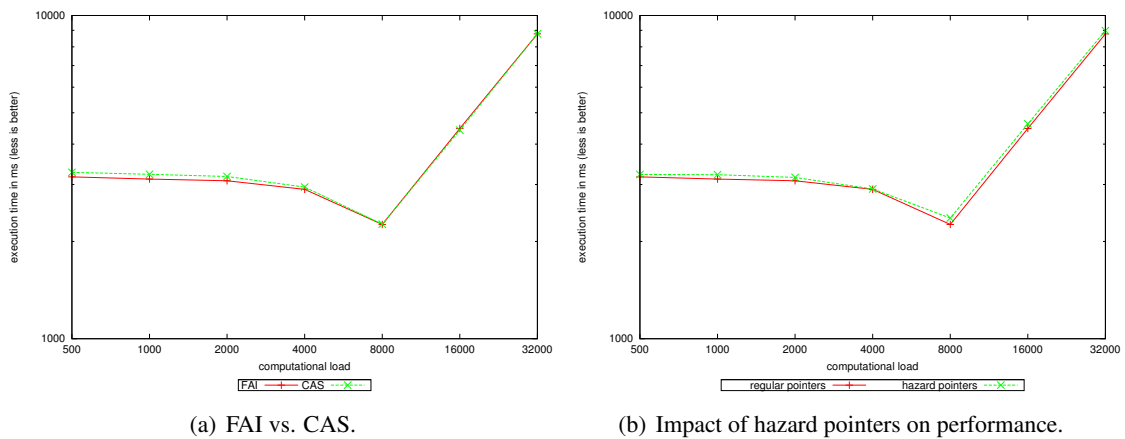 10000
1000
execution time in ms (less is better)
500 1000 2000 4000 8000 16000 32000
computational load
FAI CAS
(a) FAI vs. CAS.
10000
1000
execution time in ms (less is better)
500 1000 2000 4000 8000 16000 32000
computational load
regular pointers hazard pointers
(b) Impact of hazard pointers on performance.